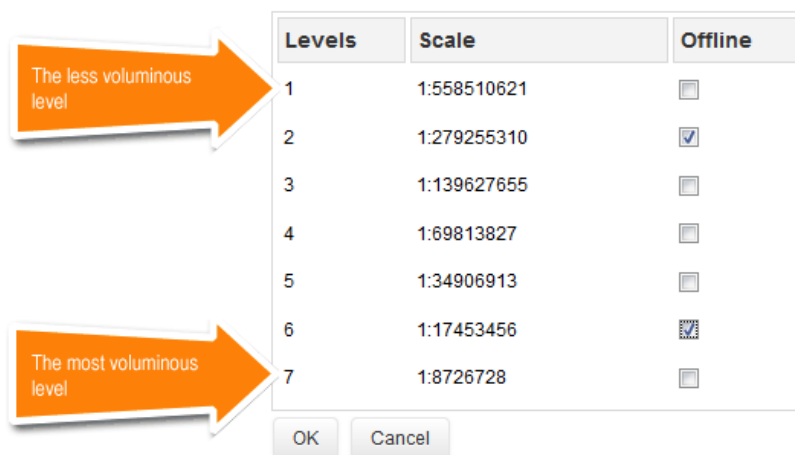 Levels Scale Offline
The less voluminous
level
1 1:558510621
2 1:279255310
3 1:139627655
4 1:69813827
5 1:34906913
6 1:17453456
The most voluminous
level
7 1:8726728
OK Cancel